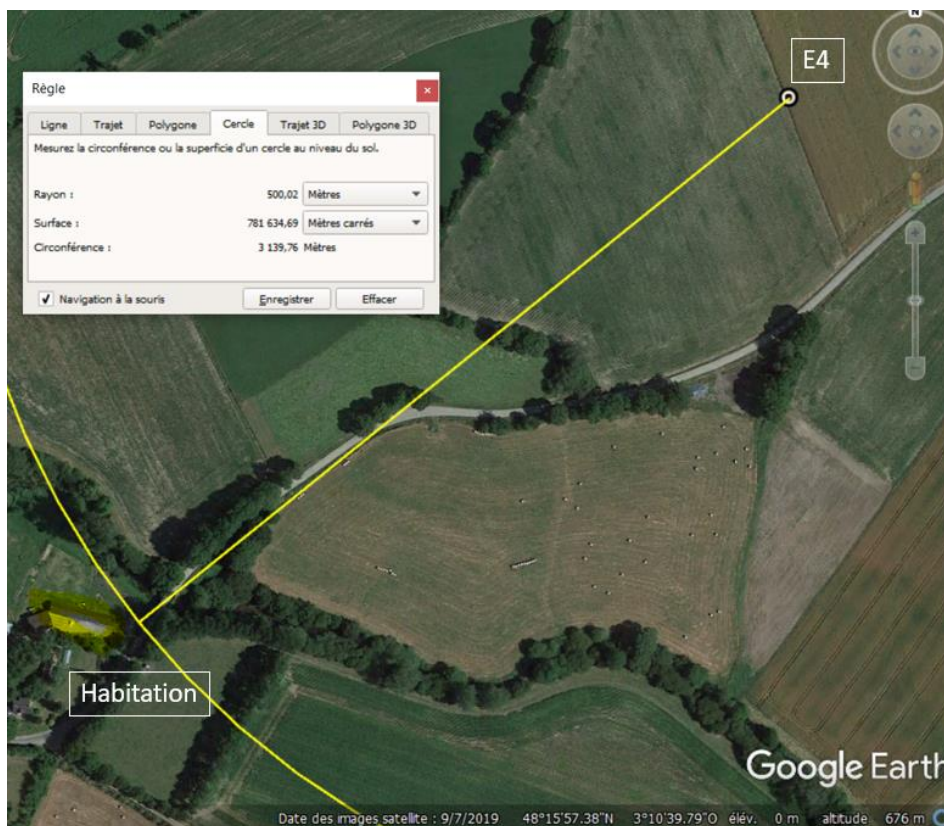 N
E4
Règle
Ligne Trajet Polygone Cercle Trajet 3D Polygone 3D
Mesurez la circonférence ou la superficie d'un cercle au niveau du sol.
Rayon : 500,02 Mètres
Surface : 781 634,69 Mètres carrés
Circonférence : 3 139,76 Mètres
Navigation à la souris Enregistrer Effacer
Habitation
Google Earth
Date des images satellite : 9/7/2019 48°15'57.38"N 3°10'39.79"O élév. 0 m altitude 676 m